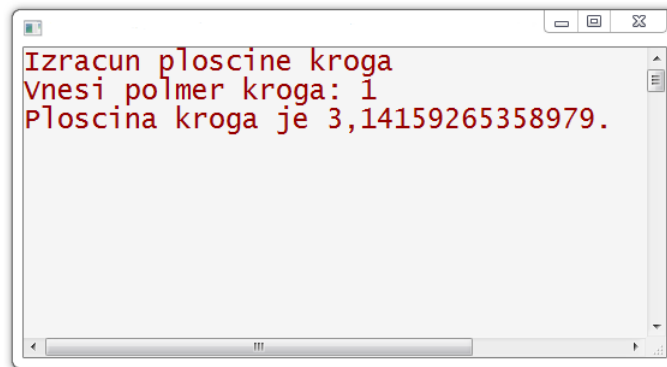 Izracun ploscine kroga
Vnesi polmer kroga: 1
Ploscina kroga je 3,14159265358979.